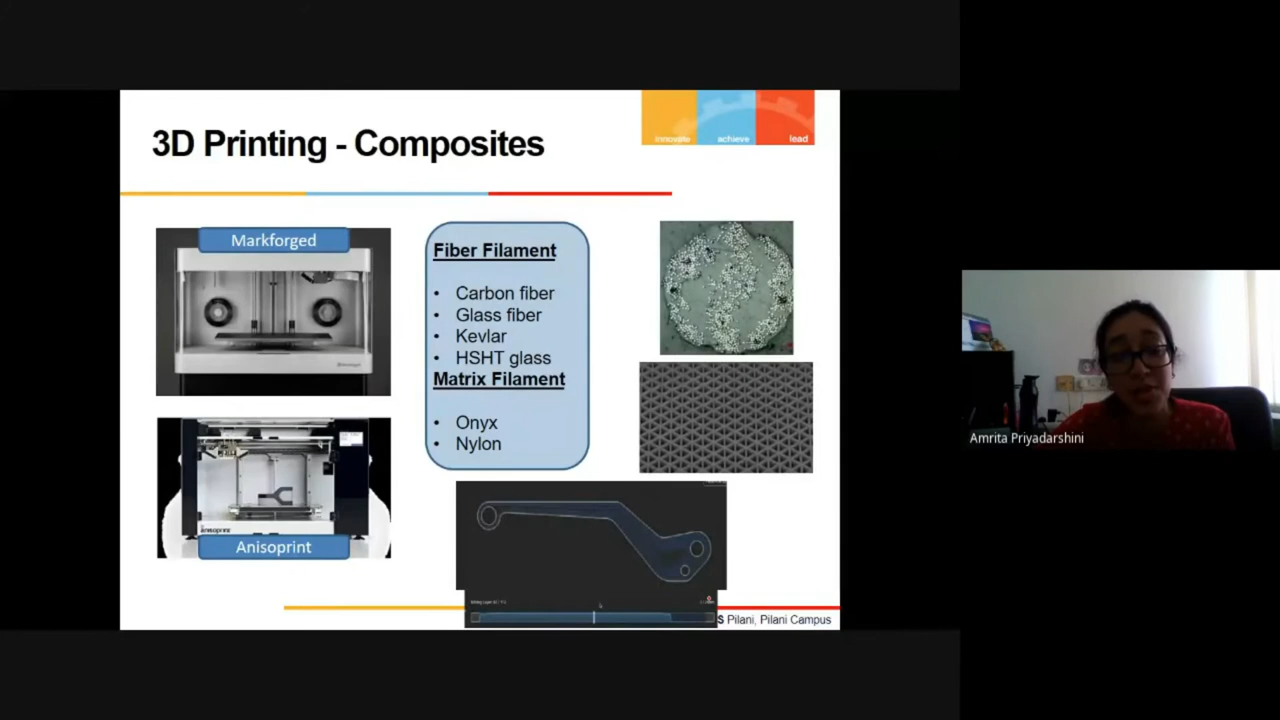 3D Printing - Composites
innovate achieve lead
Markforged
Fiber Filament
• Carbon fiber
• Glass fiber
• Kevlar
• HSHT glass
Matrix Filament
• Onyx
• Nylon
anisoprint
Anisoprint
S Pilani, Pilani Campus
Amrita Priyadarshini